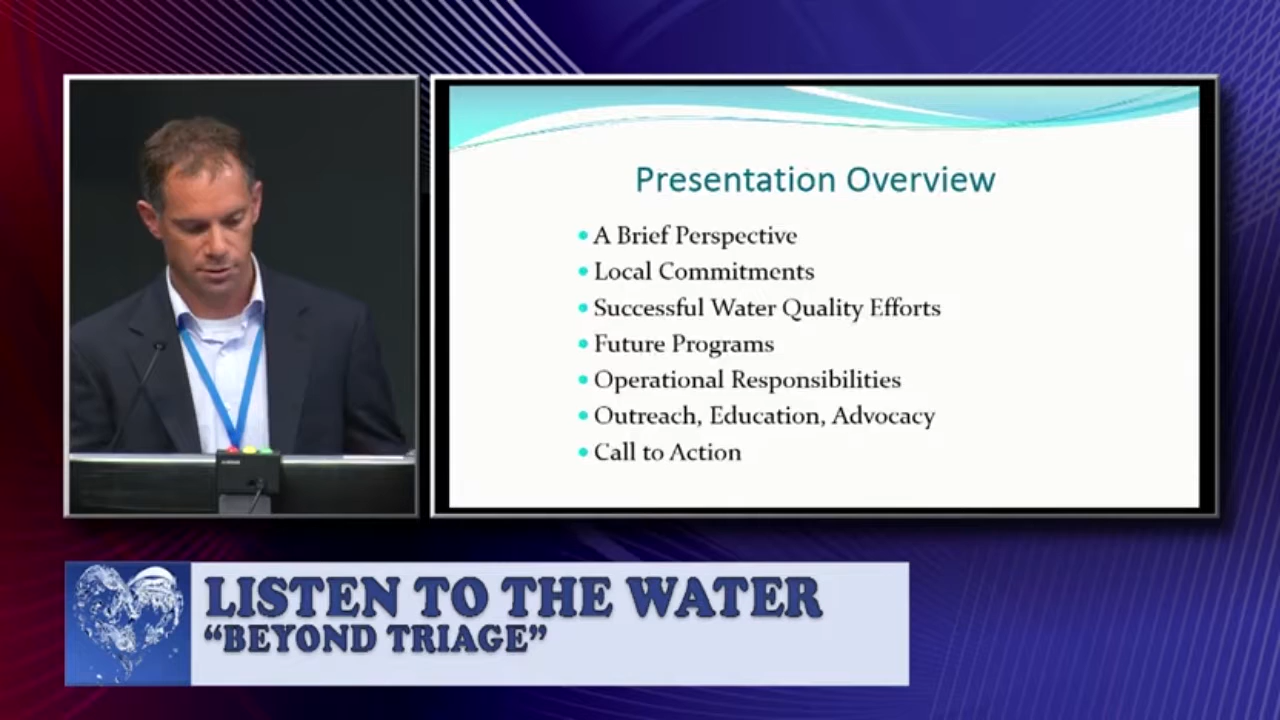 Presentation Overview
A Brief Perspective
Local Commitments
Successful Water Quality Efforts
Future Programs
Operational Responsibilities
Outreach, Education, Advocacy
Call to Action
LISTEN TO THE WATER
“BEYOND TRIAGE”